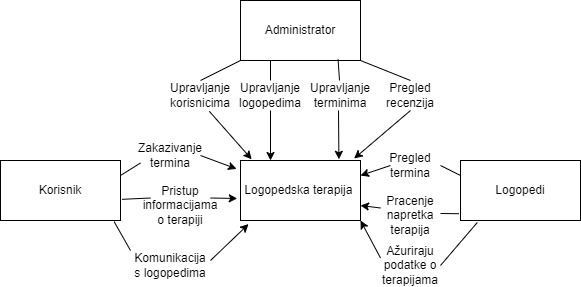 Administrator
Upravljanje
korisnicima
Upravljanje
logopedima
Upravljanje
terminima
Pregled
recenzija
Zakazivanje
termina
Pregled
termina
Korisnik
Pristup
informacijama
o terapiji
Logopedska terapija
Pracenje
napretka
terapija
Logopedi
Komunikacija
s logopedima
Ažuriraju
podatke o
terapijama